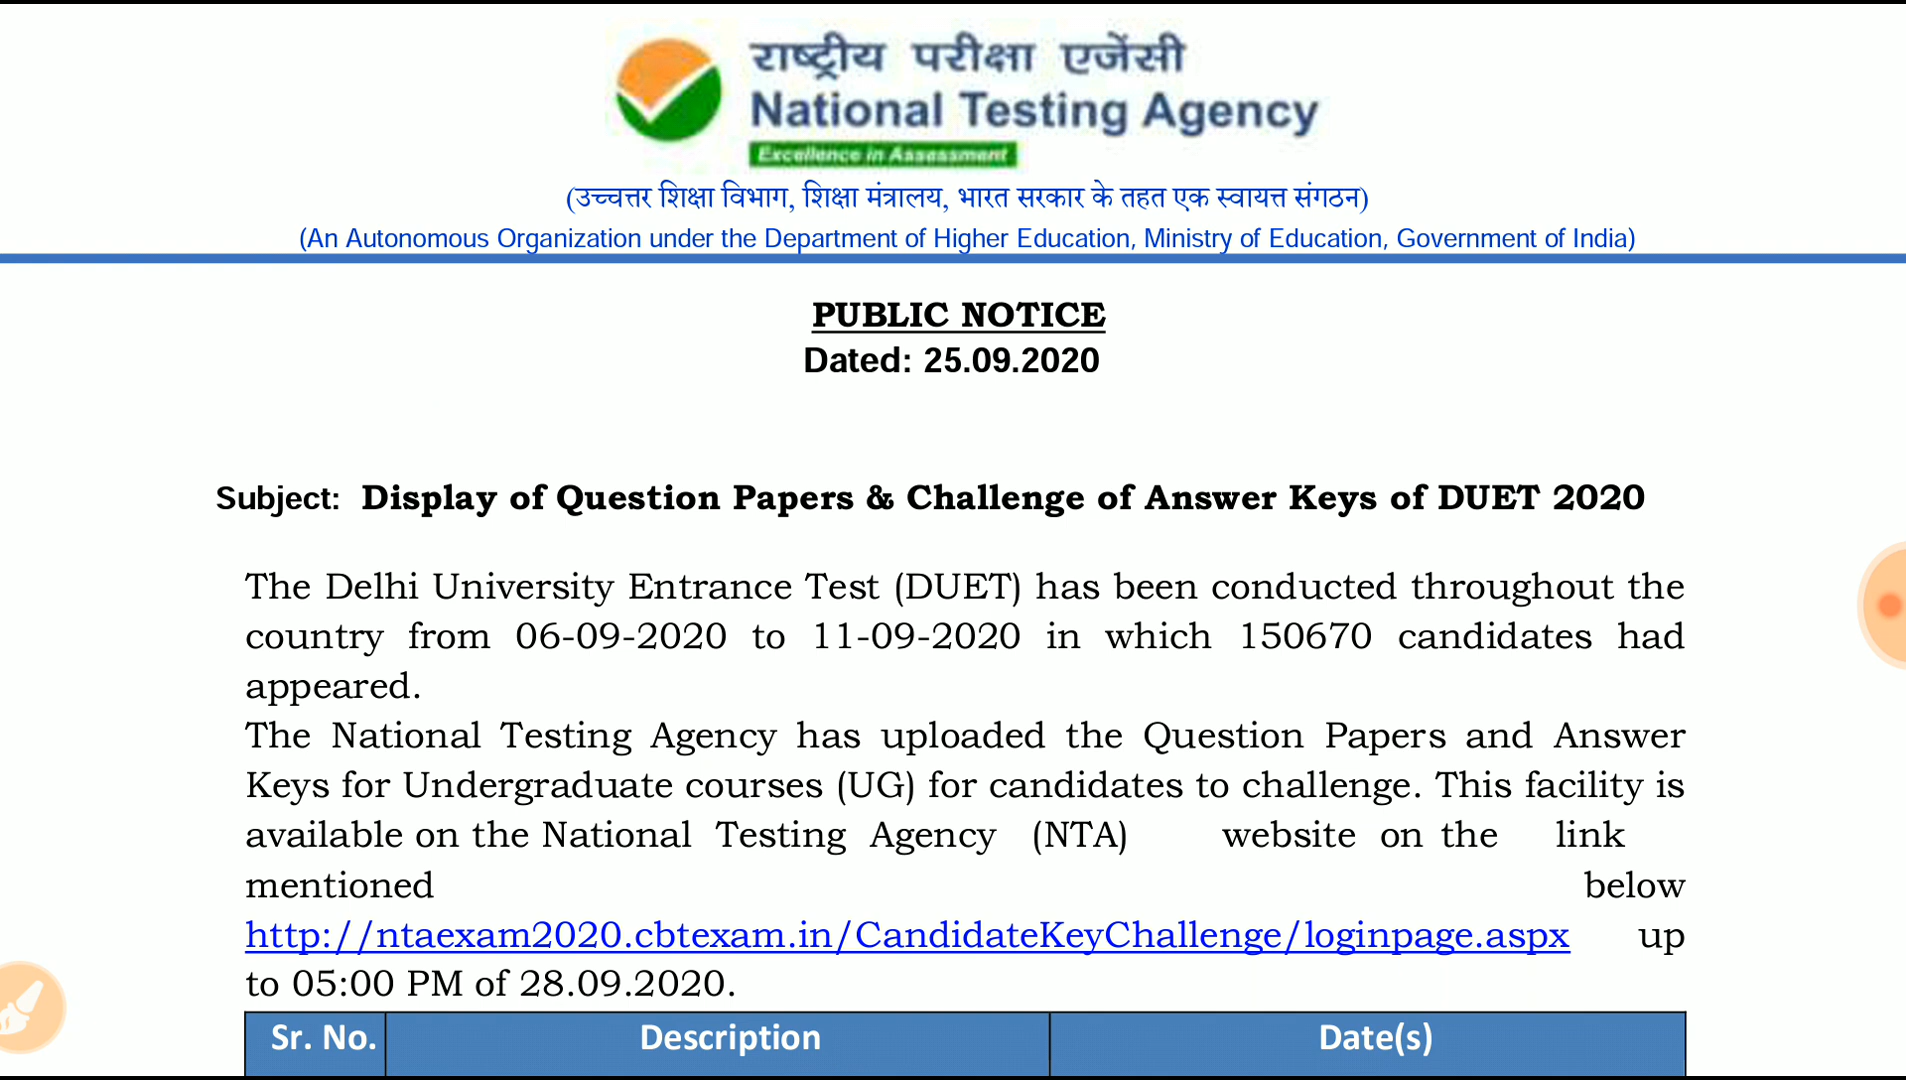 राष्ट्रीय परीक्षा एजेंसी
National Testing Agency
Excellence in Assessment
(उच्चत्तर शिक्षा विभाग, शिक्षा मंत्रालय, भारत सरकार के तहत एक स्वायत्त संगठन)
(An Autonomous Organization under the Department of Higher Education, Ministry of Education, Government of India)
PUBLIC NOTICE
Dated: 25.09.2020
Subject: Display of Question Papers & Challenge of Answer Keys of DUET 2020
The Delhi University Entrance Test (DUET) has been conducted throughout the
country from 06-09-2020 to 11-09-2020 in which 150670 candidates had
appeared.
The National Testing Agency has uploaded the Question Papers and Answer
Keys for Undergraduate courses (UG) for candidates to challenge. This facility is
available on the National Testing Agency (NTA) website on the link
mentioned below
http://ntaexam2020.cbtexam.in/CandidateKeyChallenge/loginpage.aspx up
to 05:00 PM of 28.09.2020.
Sr. No. Description Date(s)